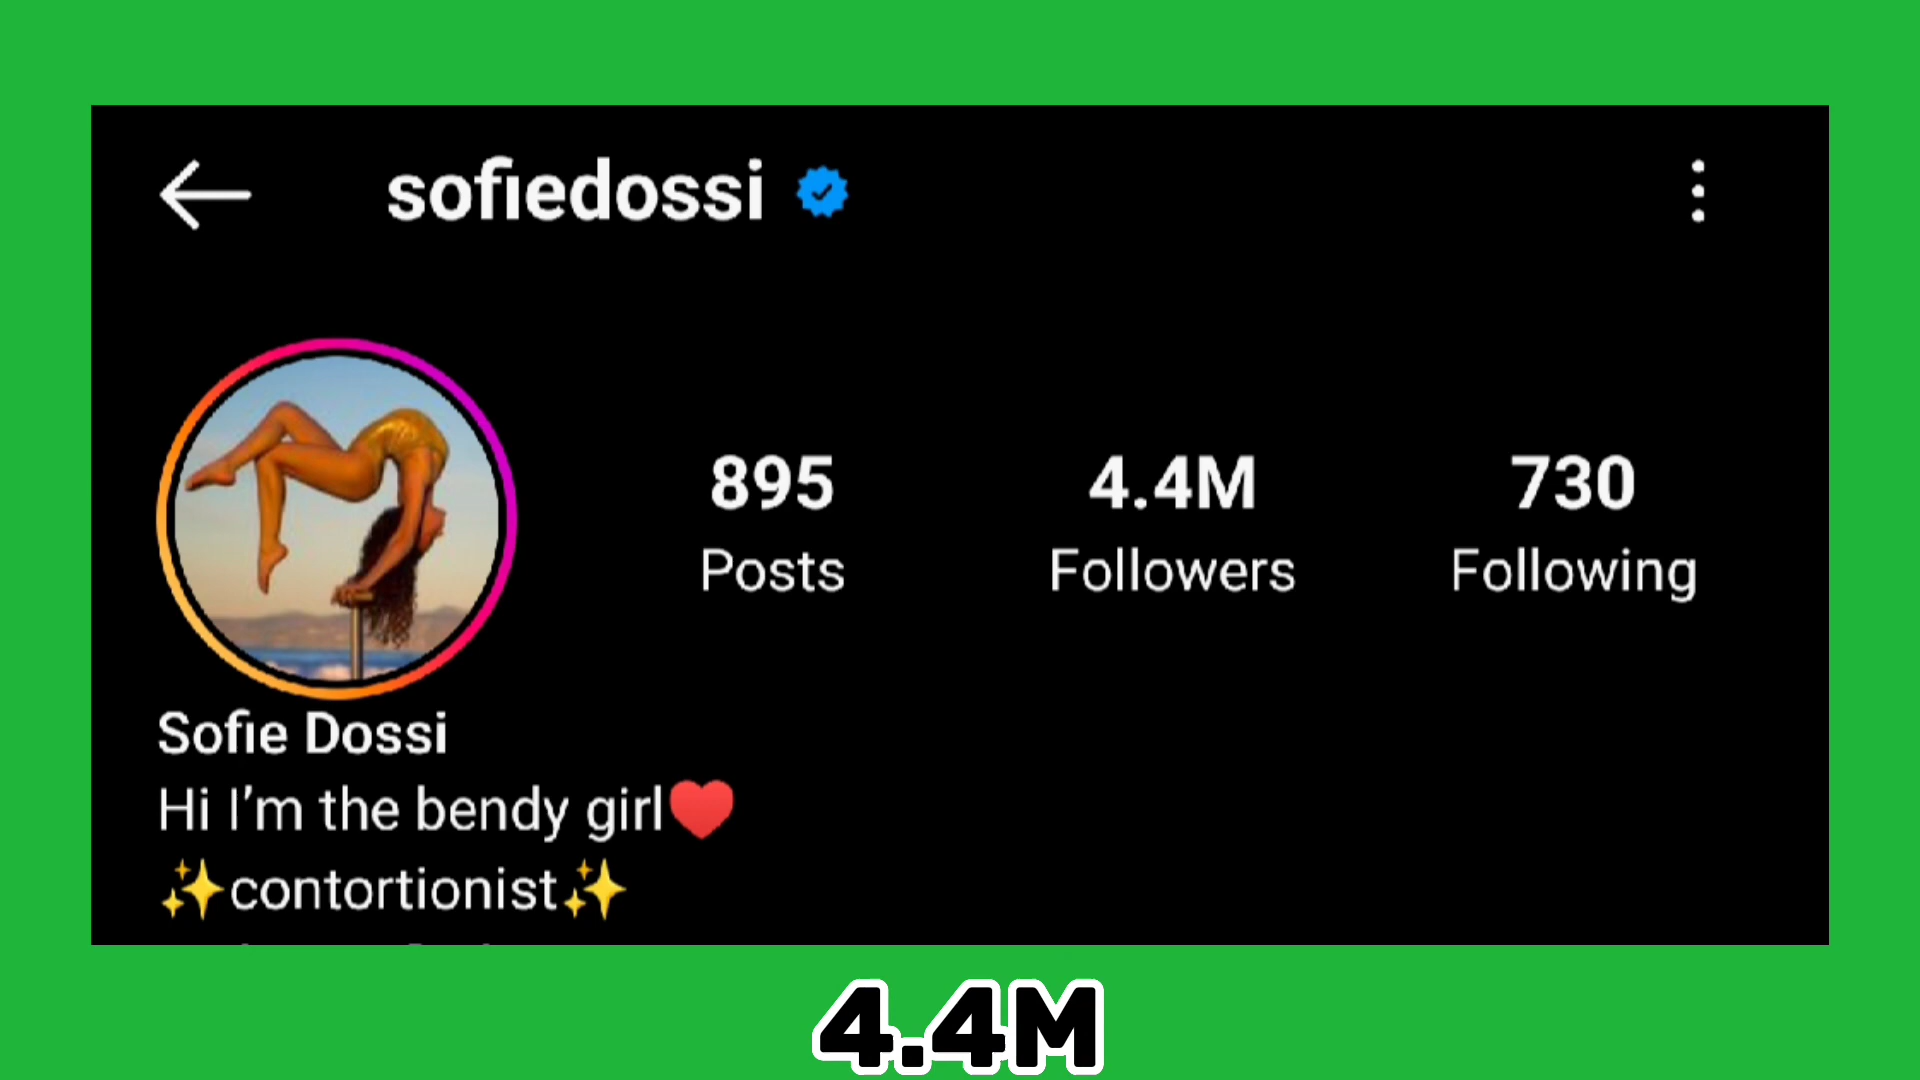 sofiedossi
895 4.4M 730
Posts Followers Following
Sofie Dossi
Hi I'm the bendy girl❤️
✨contortionist✨
4.4M